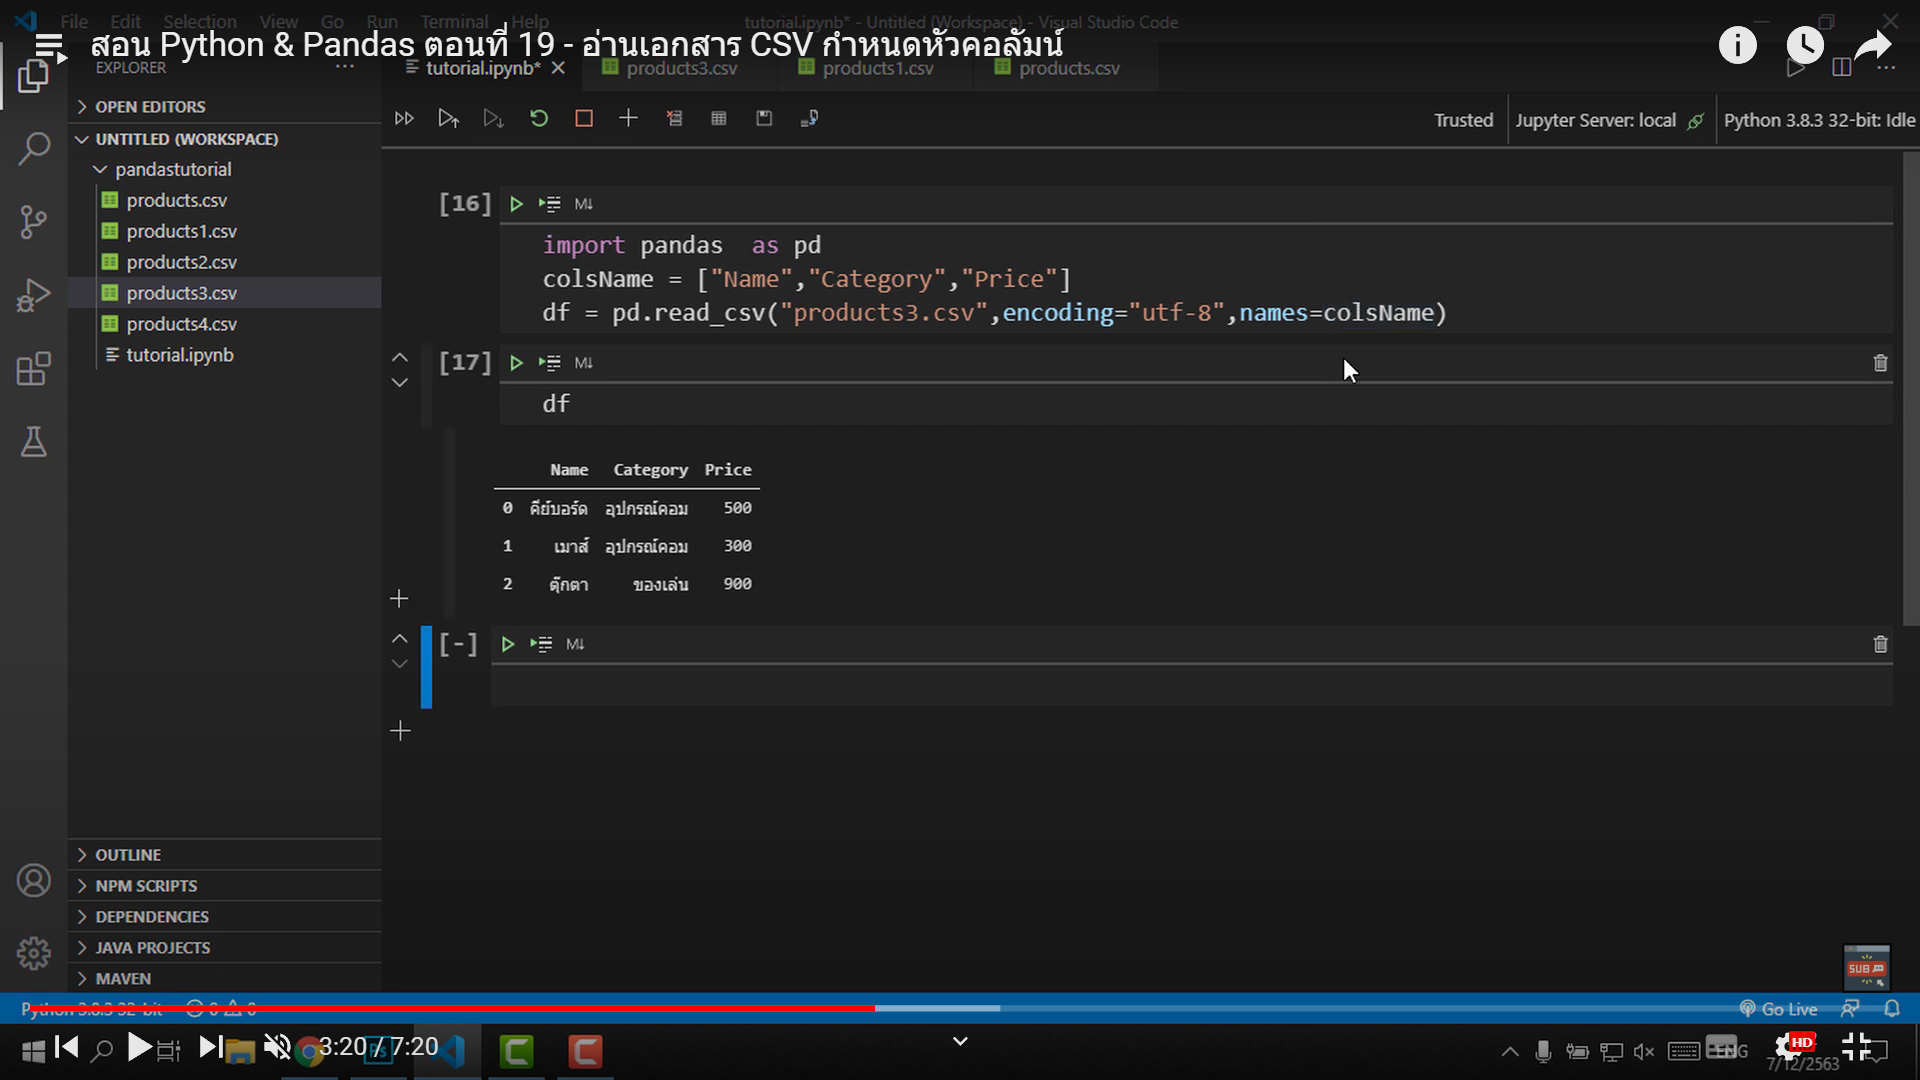 File Edit Selection View Go Run Terminal Help tutorial.ipynb* - Untitled (Workspace) - Visual Studio Code
สอน Python & Pandas ตอนที่ 19 - อ่านเอกสาร CSV กำหนดหัวคอลัมน์
EXPLORER
tutorial.ipynb* products3.csv products1.csv products.csv
OPEN EDITORS
UNTITLED (WORKSPACE)
pandastutorial
products.csv
products1.csv
products2.csv
products3.csv
products4.csv
tutorial.ipynb
OUTLINE
NPM SCRIPTS
DEPENDENCIES
JAVA PROJECTS
MAVEN
Trusted Jupyter Server: local Python 3.8.3 32-bit: Idle
[16] M↓
import pandas as pd
colsName = ["Name","Category","Price"]
df = pd.read_csv("products3.csv",encoding="utf-8",names=colsName)
[17] M↓
df
Name Category Price
0 คีย์บอร์ด อุปกรณ์คอม 500
1 เมาส์ อุปกรณ์คอม 300
2 ตุ๊กตา ของเล่น 900
[-] M↓
SUB
Python 3.8.3 32-bit 0 0 Go Live
3:20 / 7:20
Ps
ENG
HD
7/12/2563